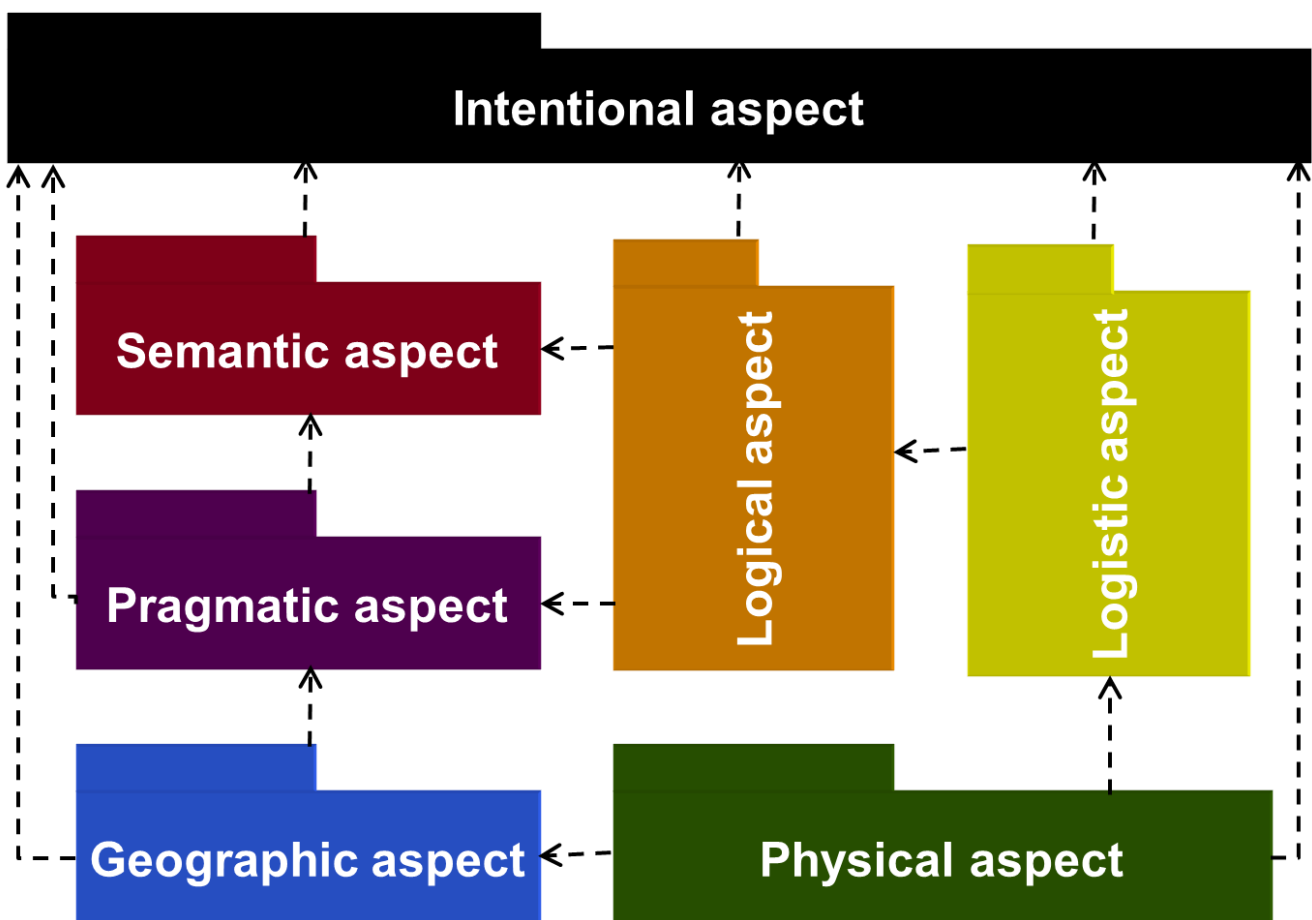 Intentional aspect
Semantic aspect
Logical aspect
Logistic aspect
Pragmatic aspect
Geographic aspect
Physical aspect